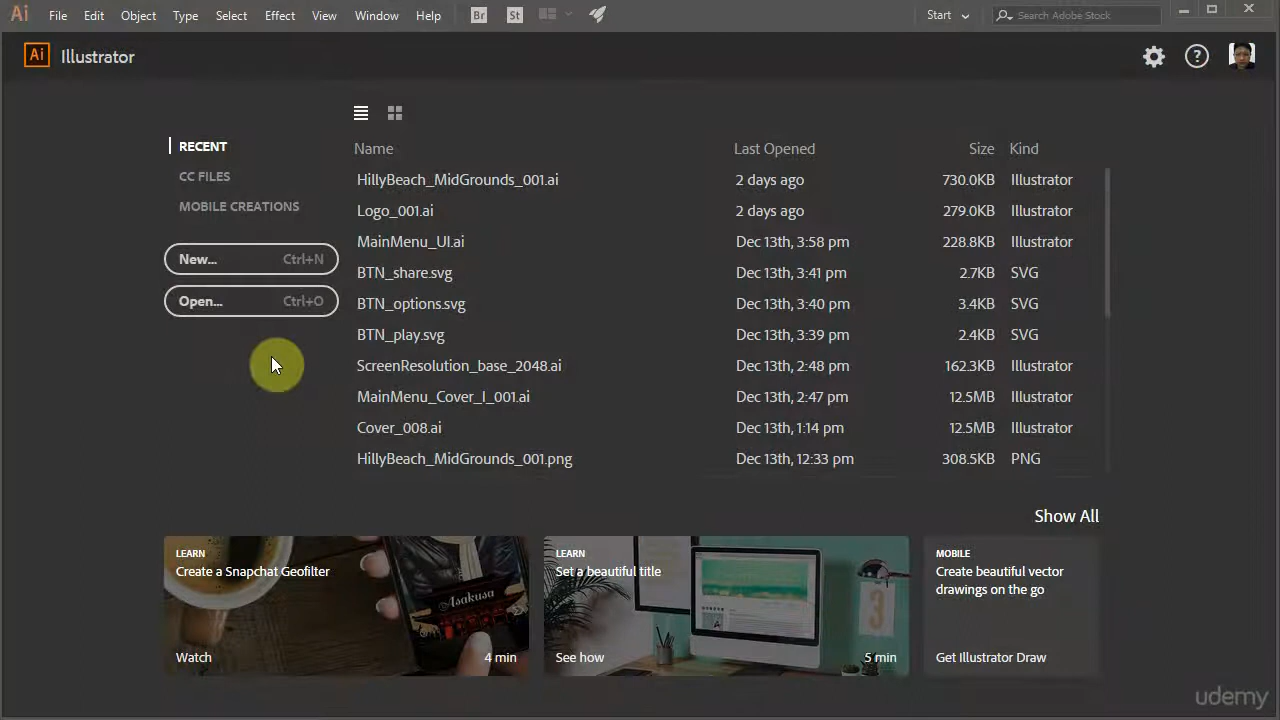 Ai File Edit Object Type Select Effect View Window Help Br St Start Search Adobe Stock
Ai Illustrator ?
RECENT
CC FILES
MOBILE CREATIONS
New... Ctrl+N
Open... Ctrl+O
Name Last Opened Size Kind
HillyBeach_MidGrounds_001.ai 2 days ago 730.0KB Illustrator
Logo_001.ai 2 days ago 279.0KB Illustrator
MainMenu_UI.ai Dec 13th, 3:58 pm 228.8KB Illustrator
BTN_share.svg Dec 13th, 3:41 pm 2.7KB SVG
BTN_options.svg Dec 13th, 3:40 pm 3.4KB SVG
BTN_play.svg Dec 13th, 3:39 pm 2.4KB SVG
ScreenResolution_base_2048.ai Dec 13th, 2:48 pm 162.3KB Illustrator
MainMenu_Cover_I_001.ai Dec 13th, 2:47 pm 12.5MB Illustrator
Cover_008.ai Dec 13th, 1:14 pm 12.5MB Illustrator
HillyBeach_MidGrounds_001.png Dec 13th, 12:33 pm 308.5KB PNG
Show All
LEARN
Create a Snapchat Geofilter
Asakusa
Watch 4 min
LEARN
Set a beautiful title
3
See how 5 min
MOBILE
Create beautiful vector
drawings on the go
Get Illustrator Draw
udemy